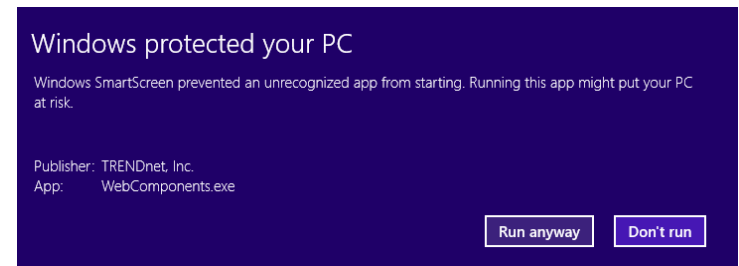 Windows protected your PC
Windows SmartScreen prevented an unrecognized app from starting. Running this app might put your PC
at risk.
Publisher: TRENDnet, Inc.
App: WebComponents.exe
Run anyway Don't run